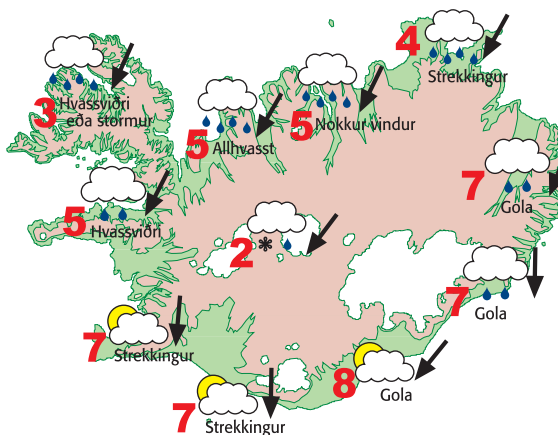 4
Strekkingur
3
Hvassviðri
eða stormur
5
Allhvasst
5
Nokkur vindur
7
Gola
5
Hvassviðri
2
7
Gola
7
Strekkingur
8
Gola
7
Strekkingur